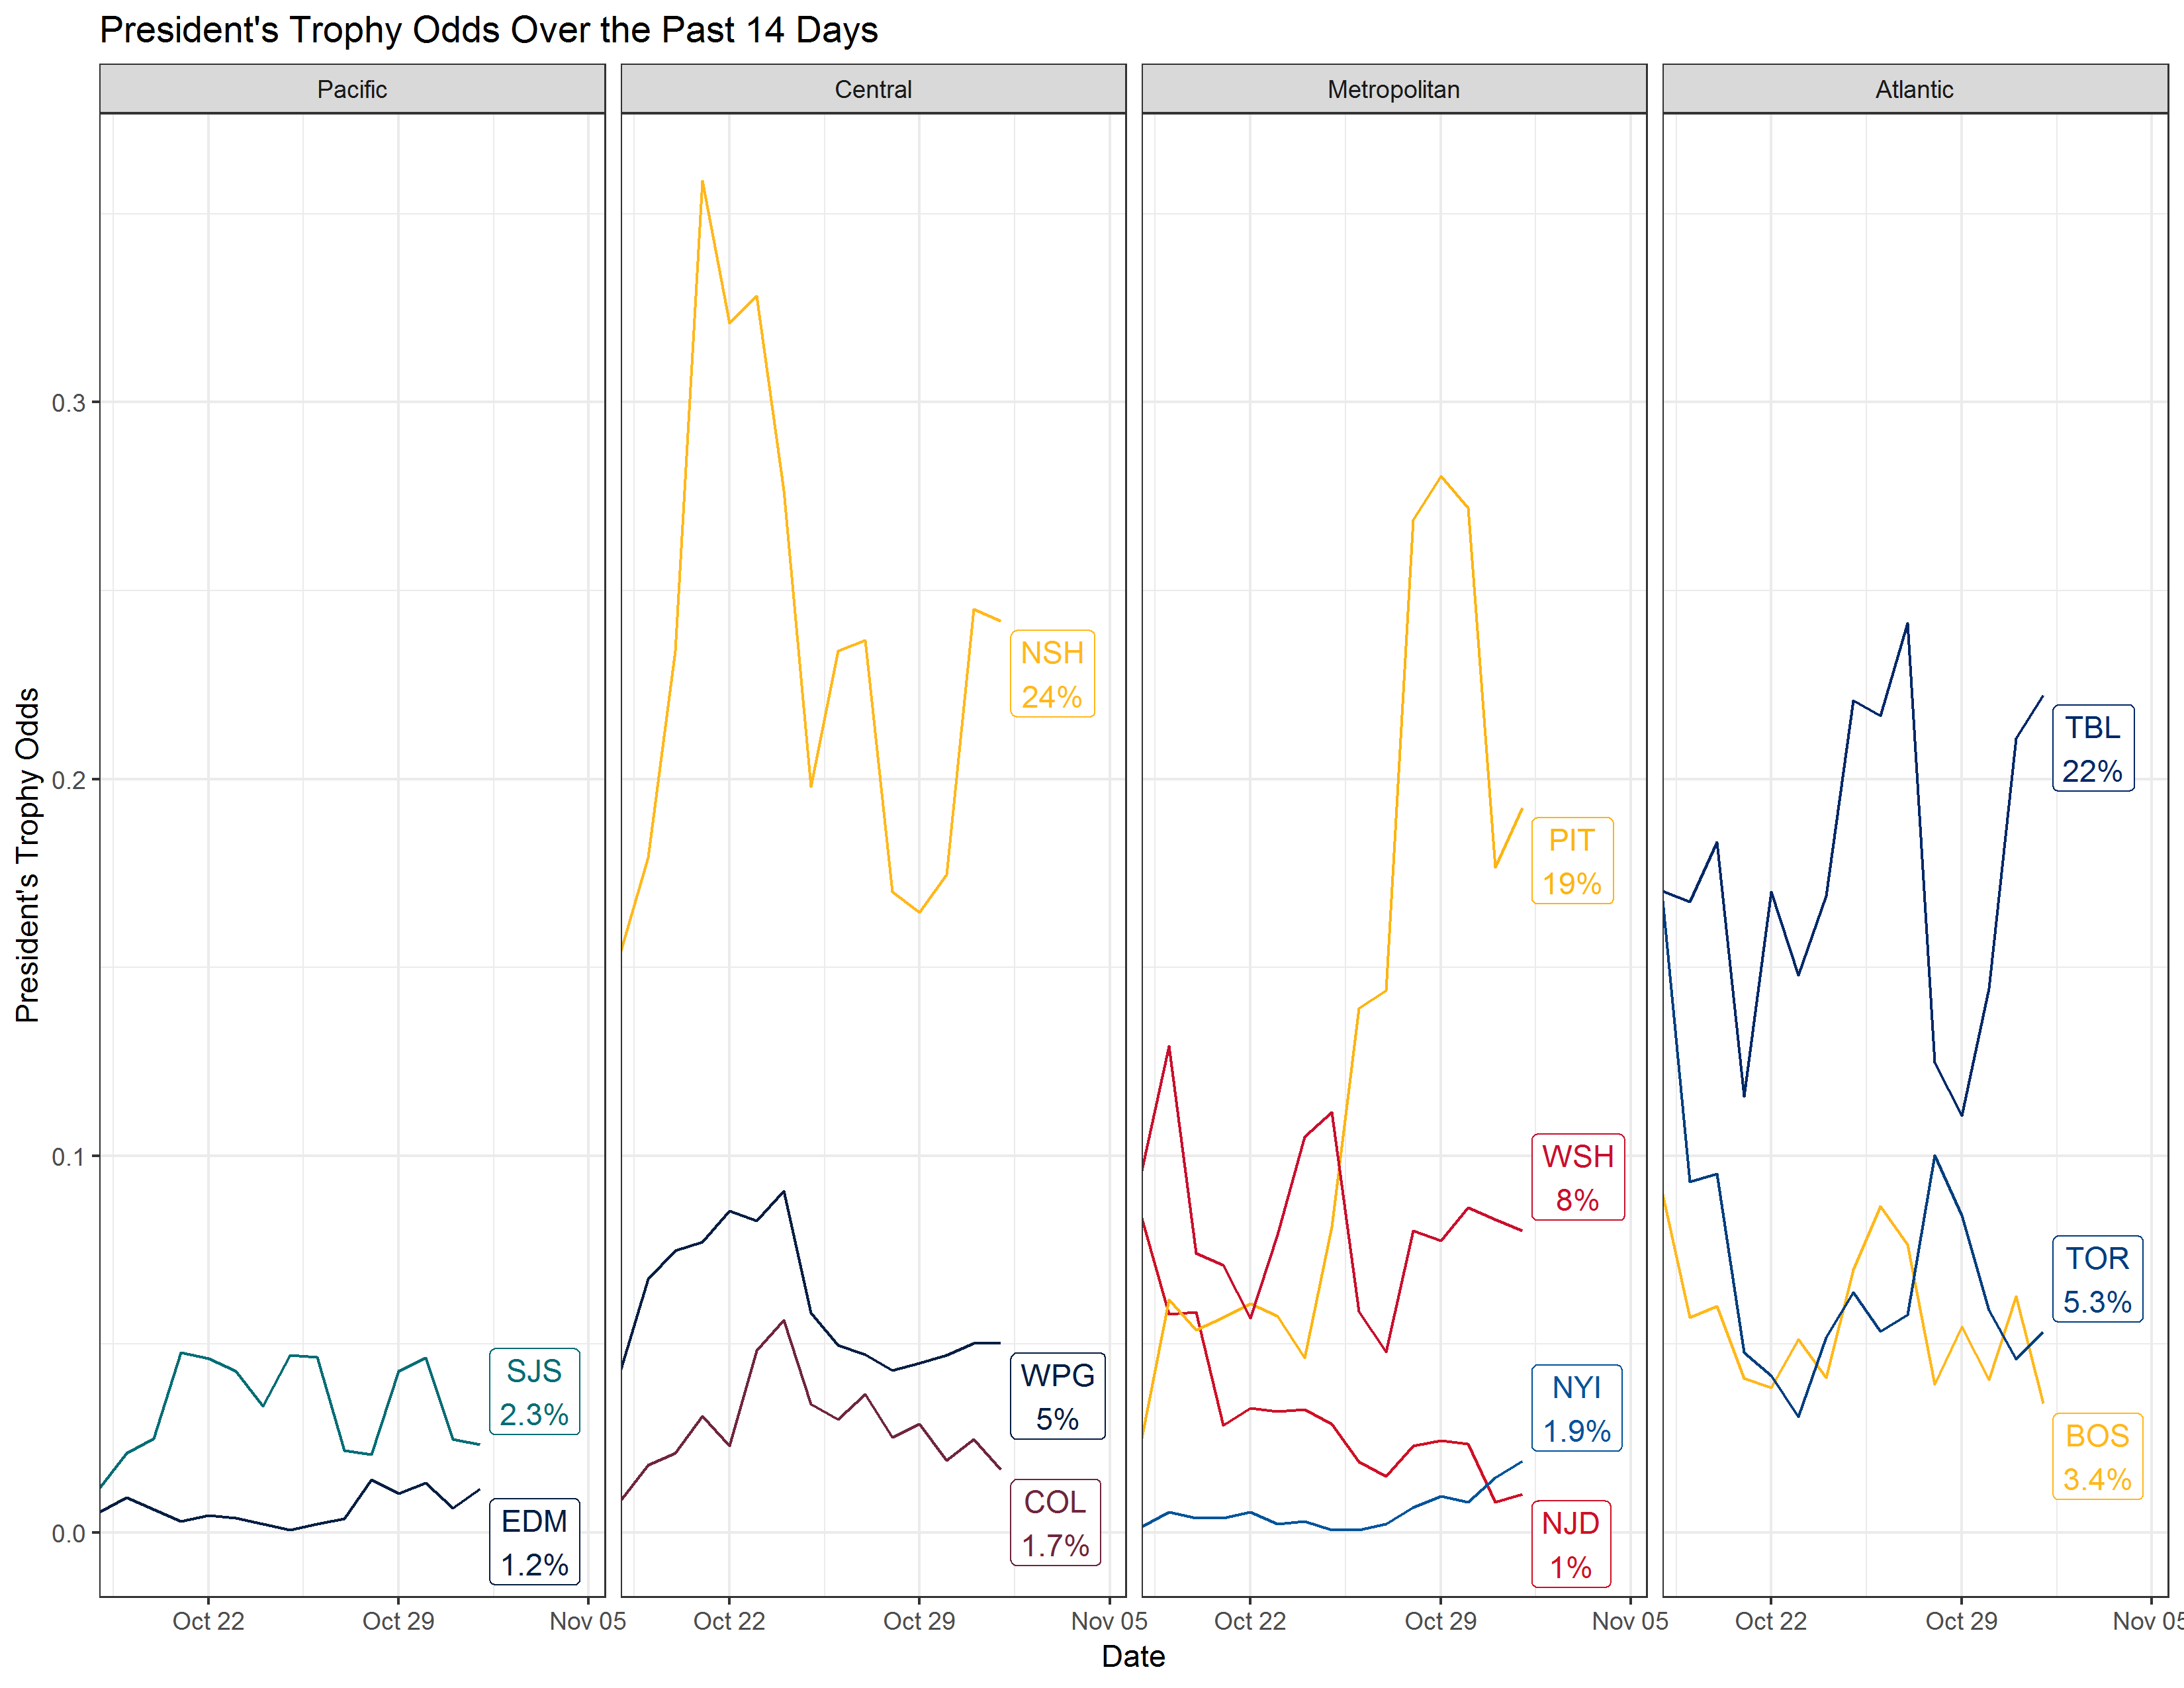 President's Trophy Odds Over the Past 14 Days
Pacific
Central
Metropolitan
Atlantic
President's Trophy Odds
0.3
0.2
0.1
0.0
SJS
2.3%
EDM
1.2%
NSH
24%
WPG
5%
COL
1.7%
PIT
19%
WSH
8%
NYI
1.9%
NJD
1%
TBL
22%
TOR
5.3%
BOS
3.4%
Oct 22
Oct 29
Nov 05
Oct 22
Oct 29
Nov 05
Oct 22
Oct 29
Nov 05
Oct 22
Oct 29
Nov 05
Date